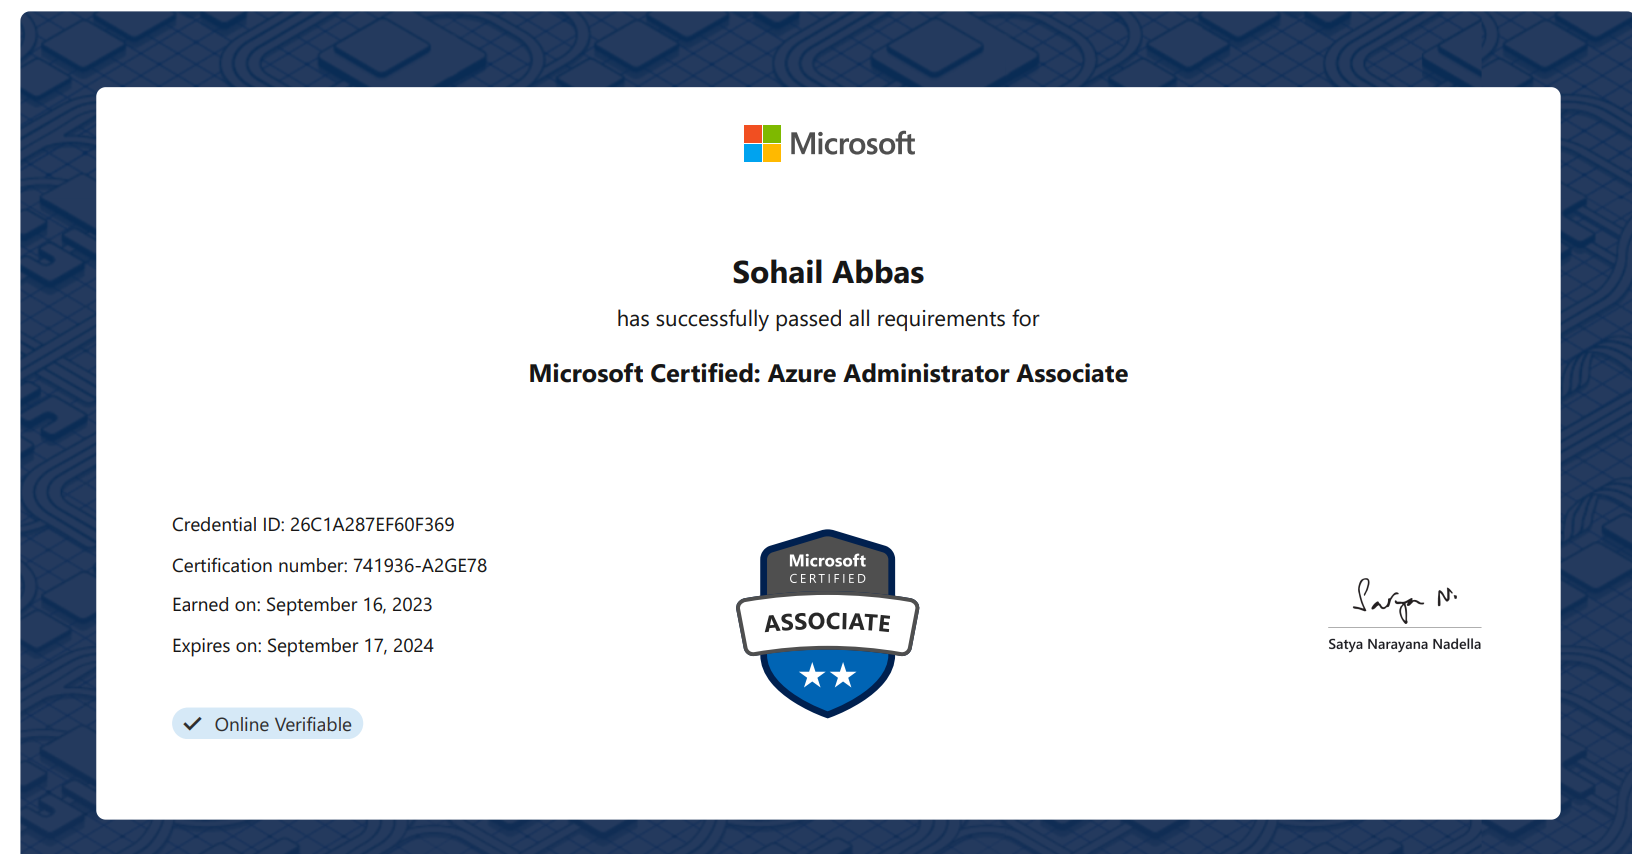 Microsoft
Sohail Abbas
has successfully passed all requirements for
Microsoft Certified: Azure Administrator Associate
Credential ID: 26C1A287EF60F369
Certification number: 741936-A2GE78
Earned on: September 16, 2023
Expires on: September 17, 2024
Online Verifiable
Microsoft
CERTIFIED
ASSOCIATE
Satya N.
Satya Narayana Nadella